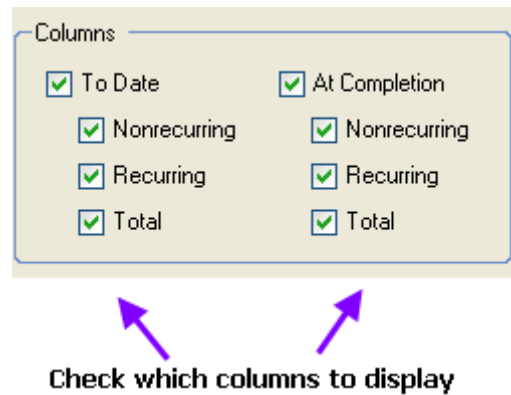 Columns
To Date At Completion
Nonrecurring Nonrecurring
Recurring Recurring
Total Total
Check which columns to display